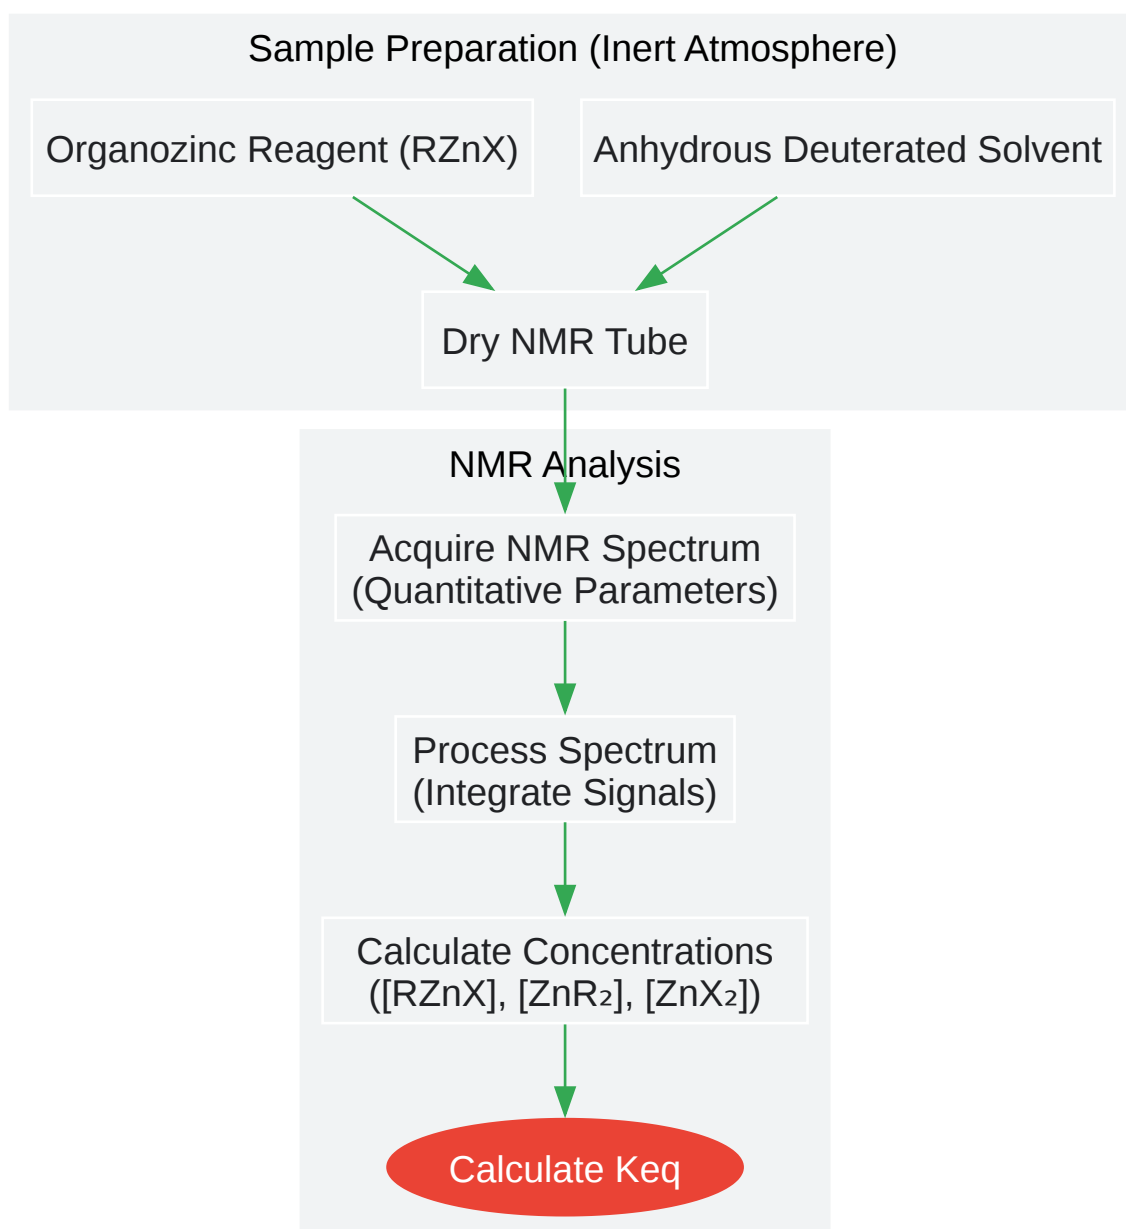 Sample Preparation (Inert Atmosphere)
Organozinc Reagent (RZnX)
Anhydrous Deuterated Solvent
Dry NMR Tube
NMR Analysis
Acquire NMR Spectrum
(Quantitative Parameters)
Process Spectrum
(Integrate Signals)
Calculate Concentrations
([RZnX], [ZnR₂], [ZnX₂])
Calculate Keq